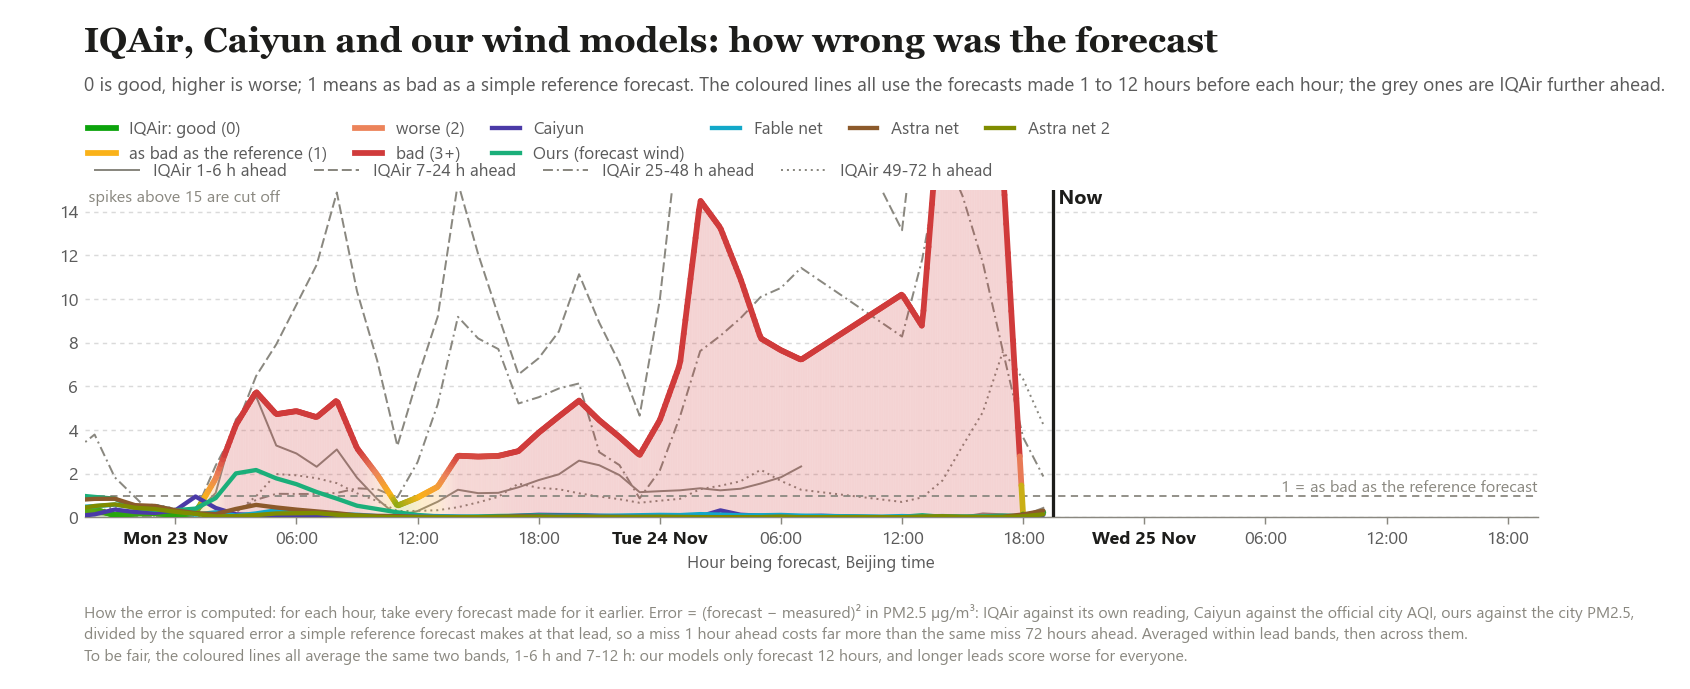 IQAir, Caiyun and our wind models: how wrong was the forecast
0 is good, higher is worse; 1 means as bad as a simple reference forecast. The coloured lines all use the forecasts made 1 to 12 hours before each hour; the grey ones are IQAir further ahead.
IQAir: good (0) worse (2) Caiyun Fable net Astra net Astra net 2
as bad as the reference (1) bad (3+) Ours (forecast wind)
IQAir 1-6 h ahead IQAir 7-24 h ahead IQAir 25-48 h ahead IQAir 49-72 h ahead
spikes above 15 are cut off
Now
14
12
10
8
6
4
2
1 = as bad as the reference forecast
0
Mon 23 Nov 06:00 12:00 18:00 Tue 24 Nov 06:00 12:00 18:00 Wed 25 Nov 06:00 12:00 18:00
Hour being forecast, Beijing time
How the error is computed: for each hour, take every forecast made for it earlier. Error = (forecast − measured)² in PM2.5 µg/m³: IQAir against its own reading, Caiyun against the official city AQI, ours against the city PM2.5,
divided by the squared error a simple reference forecast makes at that lead, so a miss 1 hour ahead costs far more than the same miss 72 hours ahead. Averaged within lead bands, then across them.
To be fair, the coloured lines all average the same two bands, 1-6 h and 7-12 h: our models only forecast 12 hours, and longer leads score worse for everyone.